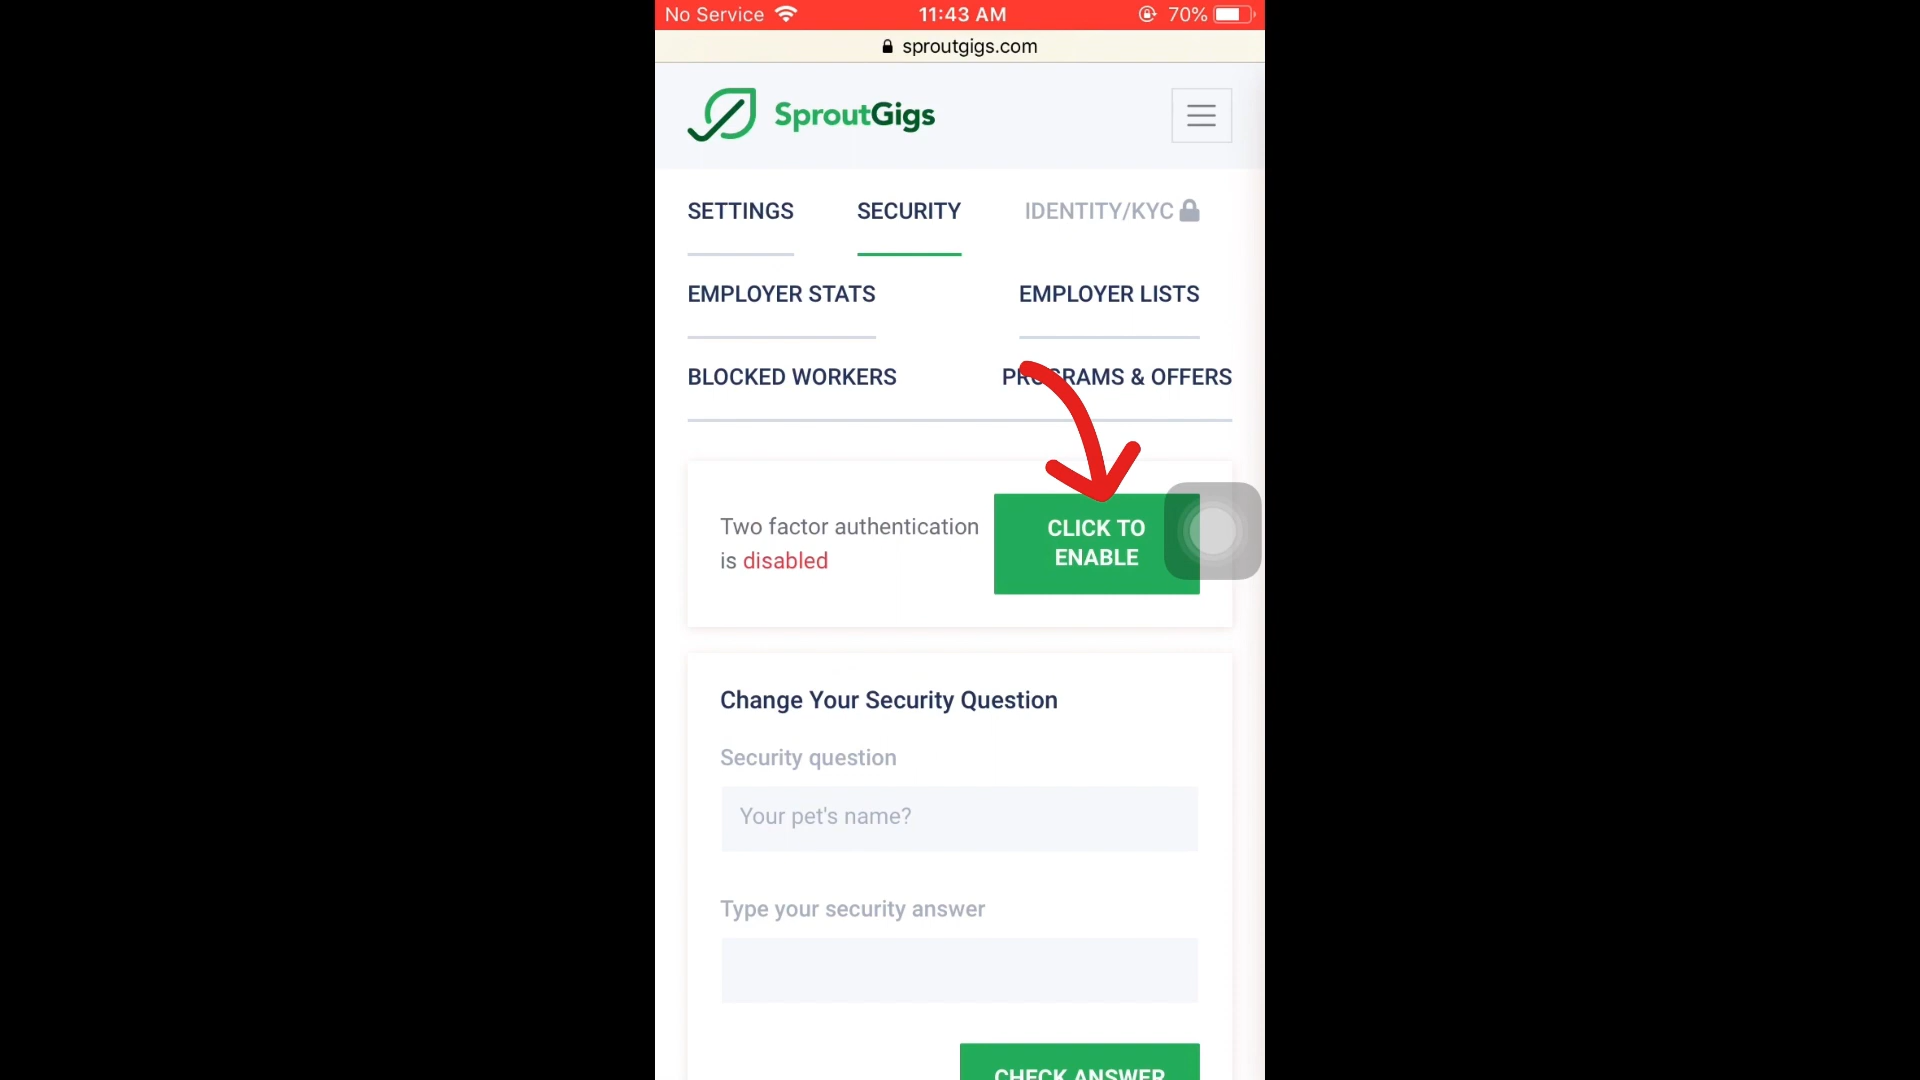 No Service 11:43 AM 70%
sproutgigs.com
SproutGigs
SETTINGS SECURITY IDENTITY/KYC
EMPLOYER STATS EMPLOYER LISTS
BLOCKED WORKERS PROGRAMS & OFFERS
Two factor authentication
is disabled
CLICK TO
ENABLE
Change Your Security Question
Security question
Your pet's name?
Type your security answer
CHECK ANSWER